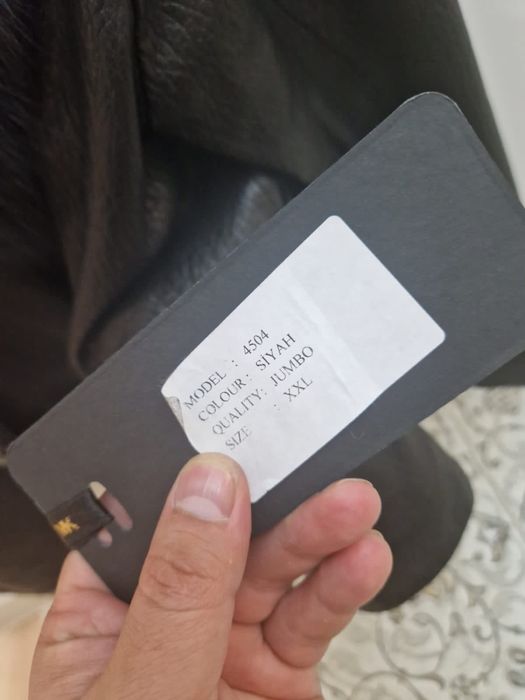 MODEL : 4504
COLOUR : SİYAH
QUALITY : JUMBO
SIZE : XXL